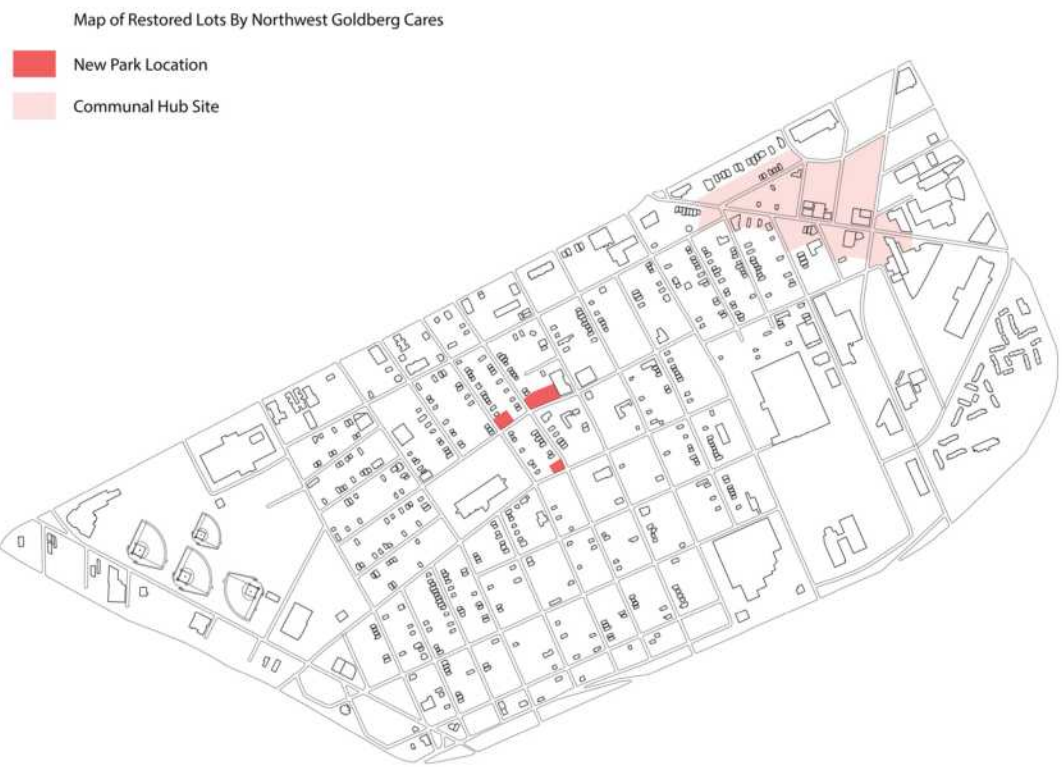 Map of Restored Lots By Northwest Goldberg Cares
New Park Location
Communal Hub Site